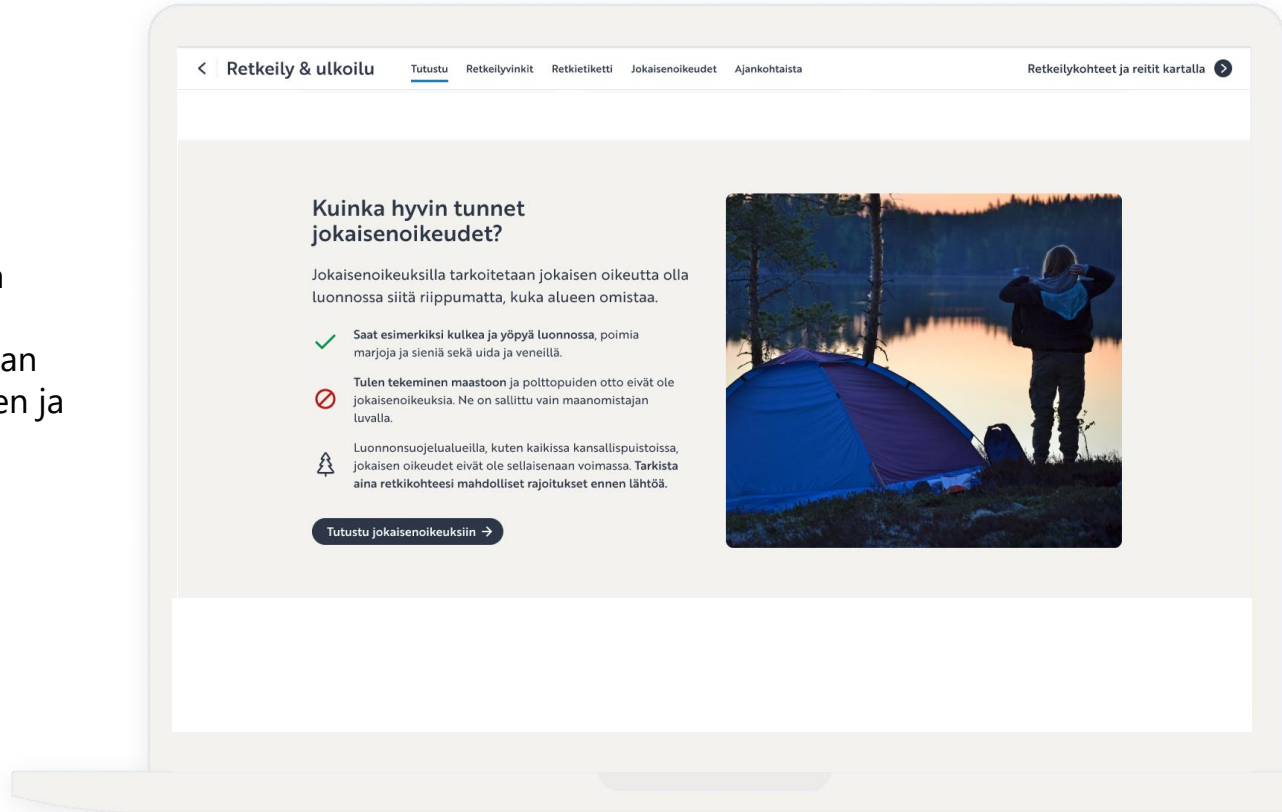 en ja
Retkeily & ulkoilu
Tutustu
Retkeilyvinkit
Retkietiketti
Jokaisenoikeudet
Ajankohtaista
Retkeilykohteet ja reitit kartalla
Kuinka hyvin tunnet
jokaisenoikeudet?
Jokaisenoikeuksilla tarkoitetaan jokaisen oikeutta olla
luonnossa siitä riippumatta, kuka alueen omistaa.
Saat esimerkiksi kulkea ja yöpyä luonnossa, poimia
marjoja ja sieniä sekä uida ja veneillä.
Tulen tekeminen maastoon ja polttopuiden otto eivät ole
jokaisenoikeuksia. Ne on sallittu vain maanomistajan
luvalla.
Luonnonsuojelualueilla, kuten kaikissa kansallispuistoissa,
jokaisen oikeudet eivät ole sellaisenaan voimassa. Tarkista
aina retkikohteesi mahdolliset rajoitukset ennen lähtöä.
Tutustu jokaisenoikeuksiin →